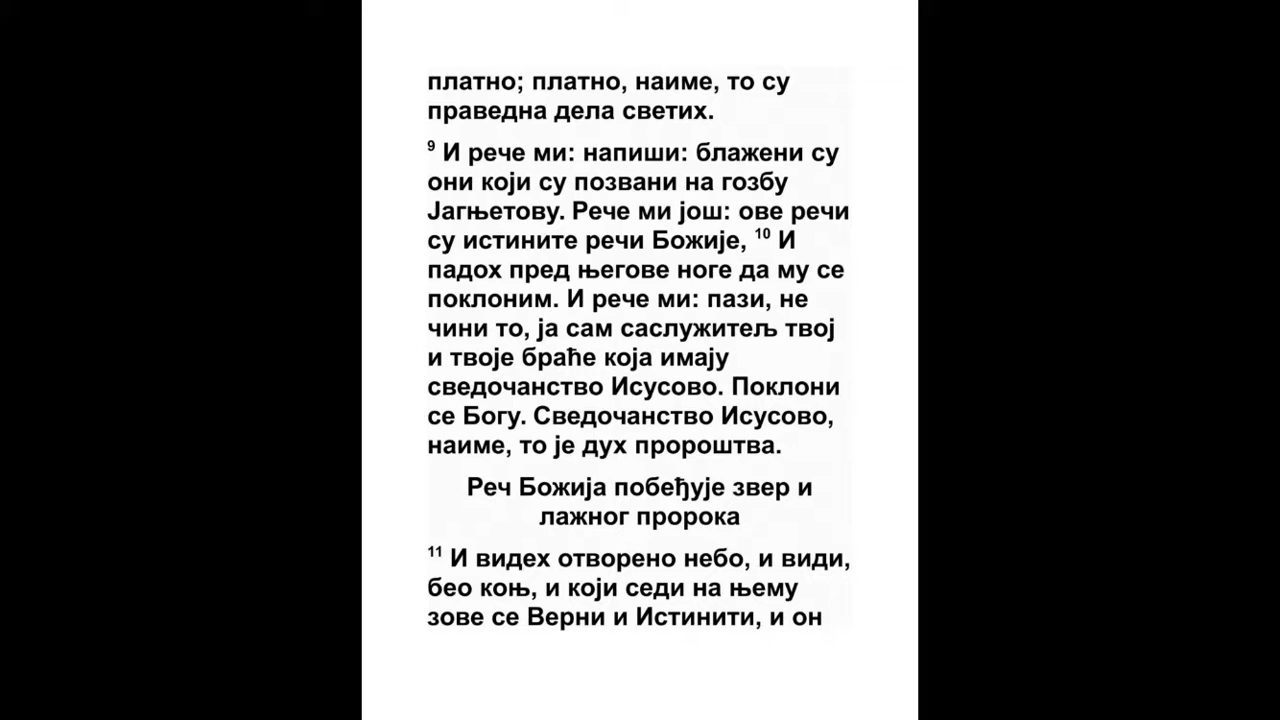 платно; платно, наиме, то су
праведна дела светих.
⁹ И рече ми: напиши: блажени су
они који су позвани на гозбу
Јагњетову. Рече ми још: ове речи
су истините речи Божије, ¹⁰ И
падох пред његове ноге да му се
поклоним. И рече ми: пази, не
чини то, ја сам саслужитељ твој
и твоје браће која имају
сведочанство Исусово. Поклони
се Богу. Сведочанство Исусово,
наиме, то је дух пророштва.
Реч Божија побеђује звер и
лажног пророка
¹¹ И видех отворено небо, и види,
бео коњ, и који седи на њему
зове се Верни и Истинити, и он